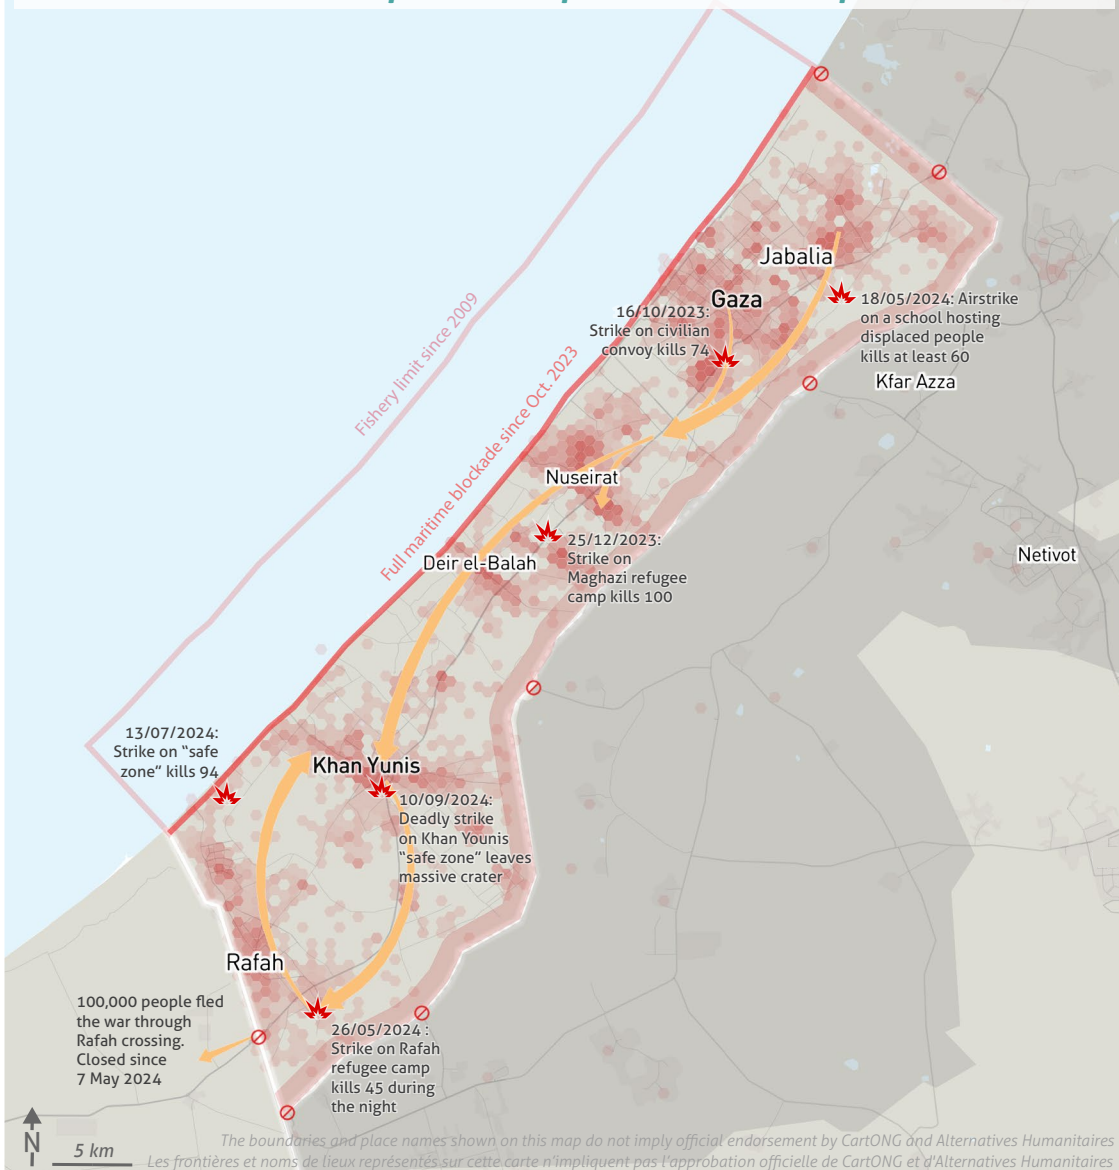 Jabalia
Gaza
16/10/2023:
Strike on civilian
convoy kills 74
18/05/2024: Airstrike
on a school hosting
displaced people
kills at least 60
Kfar Azza
Fishery limit since 2009
Full maritime blockade since Oct. 2023
Nuseirat
25/12/2023:
Strike on
Maghazi refugee
camp kills 100
Deir el-Balah
Netivot
13/07/2024:
Strike on “safe
zone” kills 94
Khan Yunis
10/09/2024:
Deadly strike
on Khan Younis
“safe zone” leaves
massive crater
Rafah
100,000 people fled
the war through
Rafah crossing.
Closed since
7 May 2024
26/05/2024 :
Strike on Rafah
refugee camp
kills 45 during
the night
N
5 km
The boundaries and place names shown on this map do not imply official endorsement by CartONG and Alternatives Humanitaires
Les frontières et noms de lieux représentés sur cette carte n'impliquent pas l'approbation officielle de CartONG et d'Alternatives Humanitaires